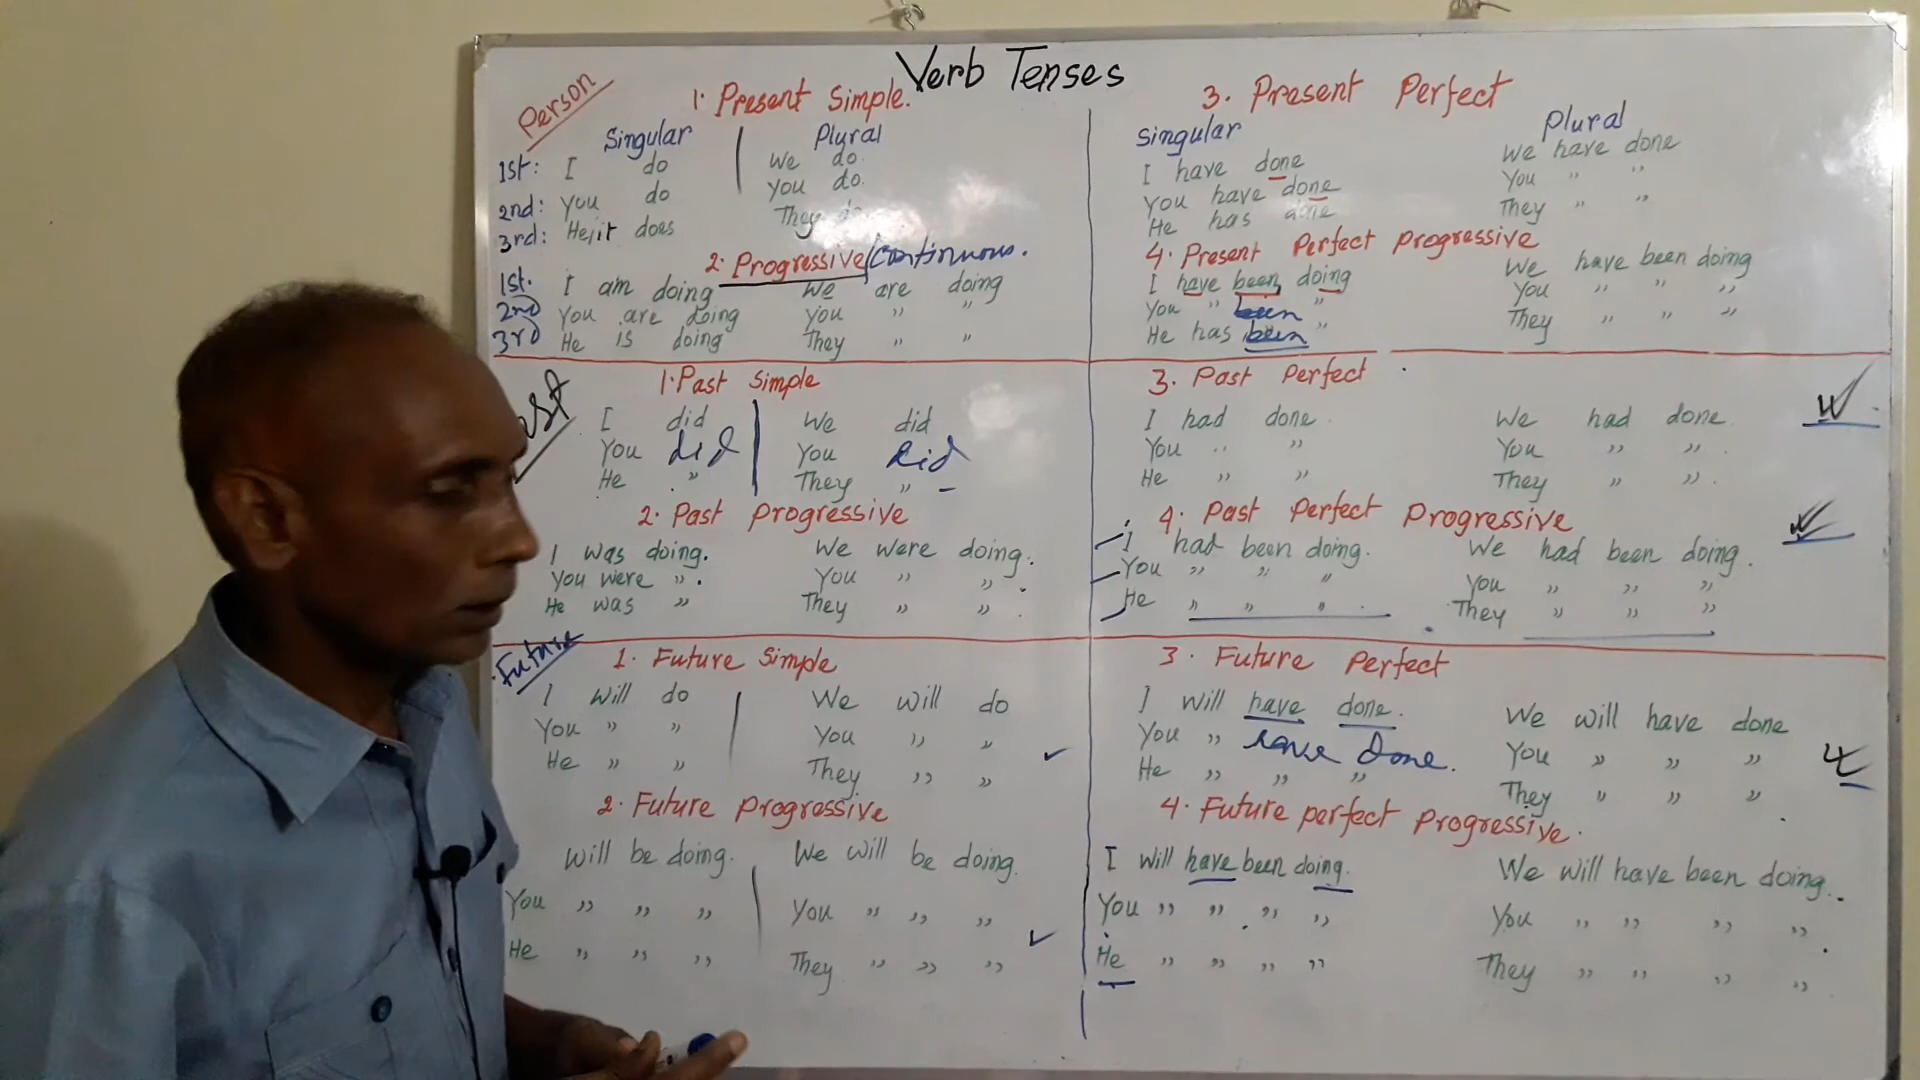 Verb Tenses
Person
1. Present Simple.
Singular Plural
1st: I do We do.
2nd: You do You do.
3rd: He, it does They do
2. Progressive/Continuous.
1st. I am doing We are doing
2nd You are doing You " "
3rd He is doing They " "
3. Present Perfect
Singular Plural
I have done We have done
You have done You " "
He has done They " "
4. Present Perfect Progressive
I have been doing We have been doing
You " been " You " " "
He has been " They " " "
1. Past Simple
I did We did
You did You did
He " They "
2. Past Progressive
I was doing. We were doing.
You were ". You " "
He was " They " "
3. Past Perfect
I had done. We had done
You " " You " "
He " " They " "
4. Past Perfect Progressive
I had been doing. We had been doing.
You " " " You " " "
He " " " They " " "
Future
1. Future Simple
I will do We will do
You " " You " "
He " " They " "
2. Future Progressive
will be doing. We will be doing.
You " " " You " " "
He " " " They " " "
3. Future Perfect
I will have done. We will have done
You " have done. You " " "
He " " " They " " "
4. Future perfect Progressive.
I will have been doing. We will have been doing.
You " " " " You " " " "
He " " " " They " " " "